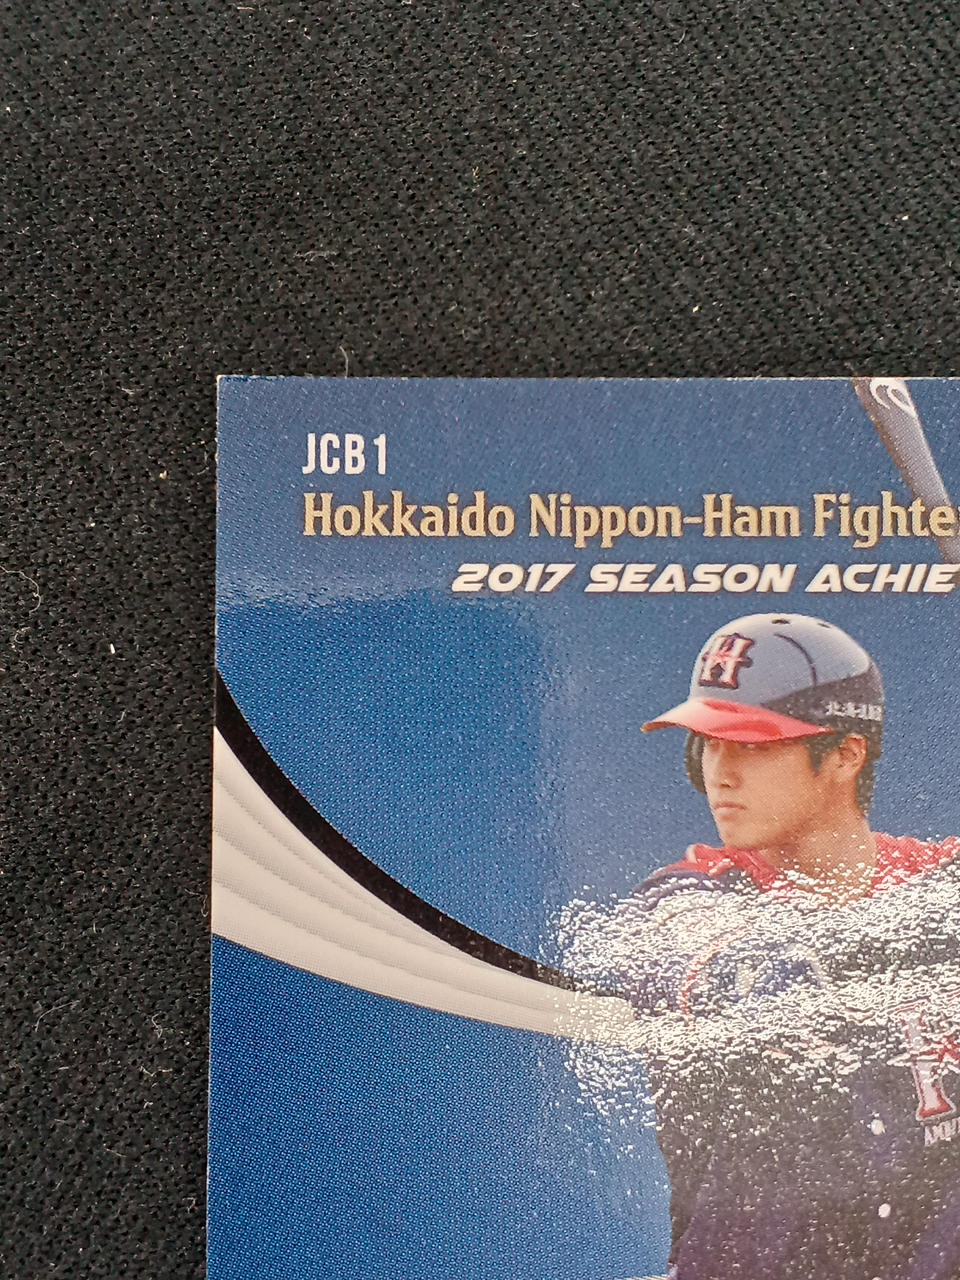 JCB1
Hokkaido Nippon-Ham Fighte
2017 SEASON ACHIE
H